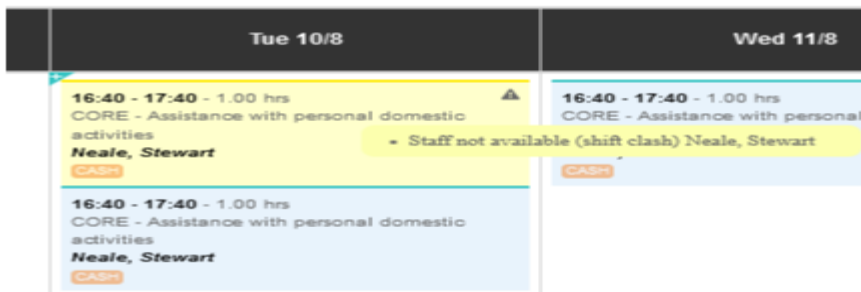 Tue 10/8
Wed 11/8
16:40 - 17:40 - 1.00 hrs
CORE - Assistance with personal domestic
activities
Neale, Stewart
CASH
16:40 - 17:40 - 1.00 hrs
CORE - Assistance with personal domestic
activities
Neale, Stewart
CASH
16:40 - 17:40 - 1.00 hrs
CORE - Assistance with personal
CASH
• Staff not available (shift clash) Neale, Stewart